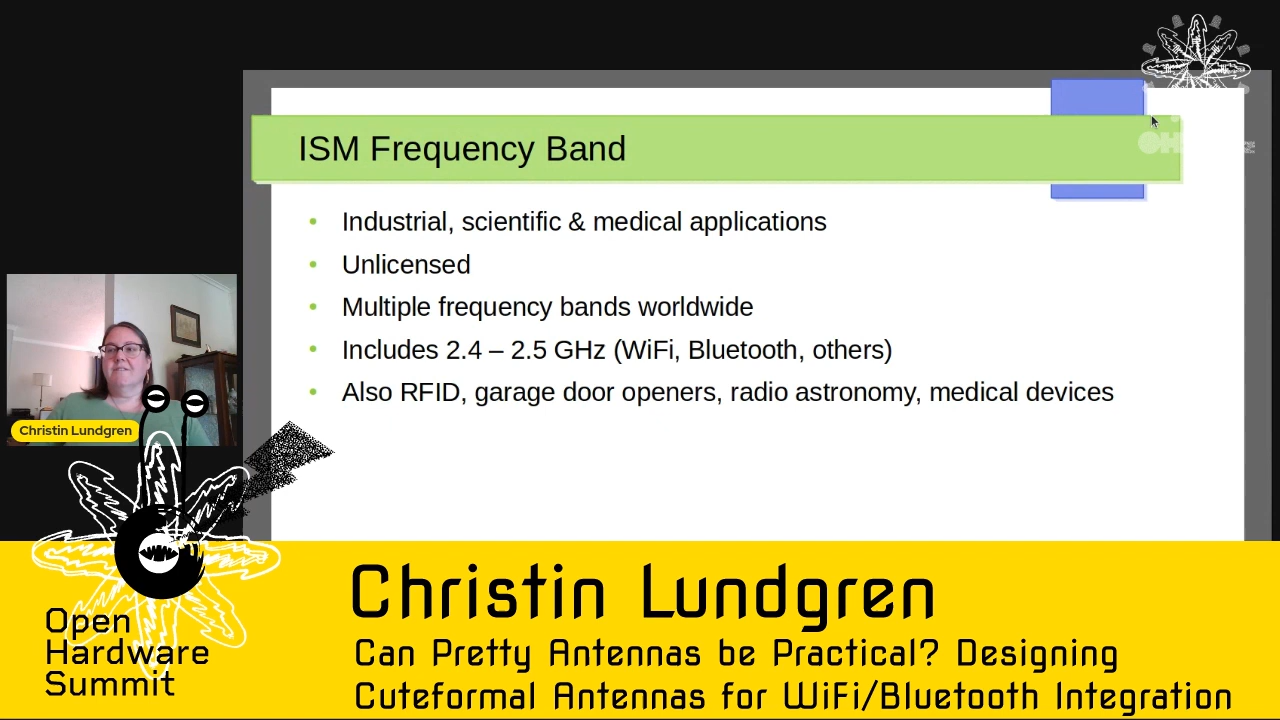 ISM Frequency Band
Industrial, scientific & medical applications
Unlicensed
Multiple frequency bands worldwide
Includes 2.4 – 2.5 GHz (WiFi, Bluetooth, others)
Also RFID, garage door openers, radio astronomy, medical devices
Christin Lundgren
Open
Hardware
Summit
Christin Lundgren
Can Pretty Antennas be Practical? Designing
Cuteformal Antennas for WiFi/Bluetooth Integration